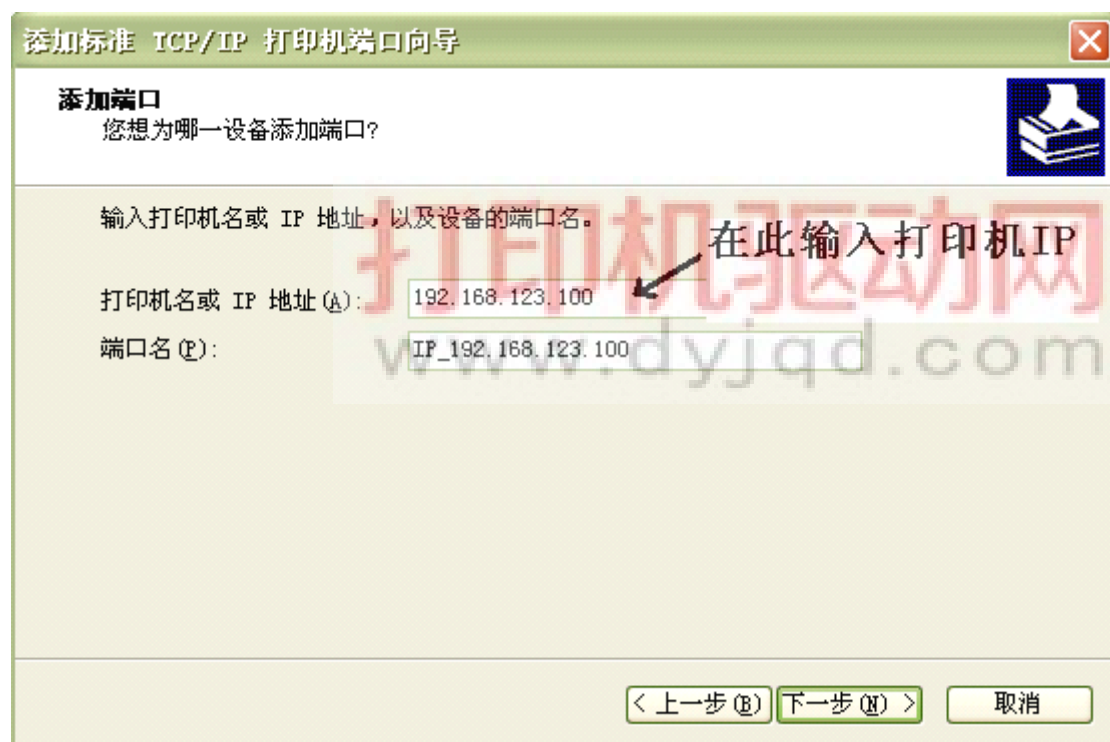 添加标准 TCP/IP 打印机端口向导
添加端口
您想为哪一设备添加端口?
输入打印机名或 IP 地址,以及设备的端口名。
在此输入打印机IP
打印机驱动网
打印机名或 IP 地址(A): 192.168.123.100
端口名(P): IP_192.168.123.100
www.dyjqd.com
< 上一步(B) 下一步(N) > 取消